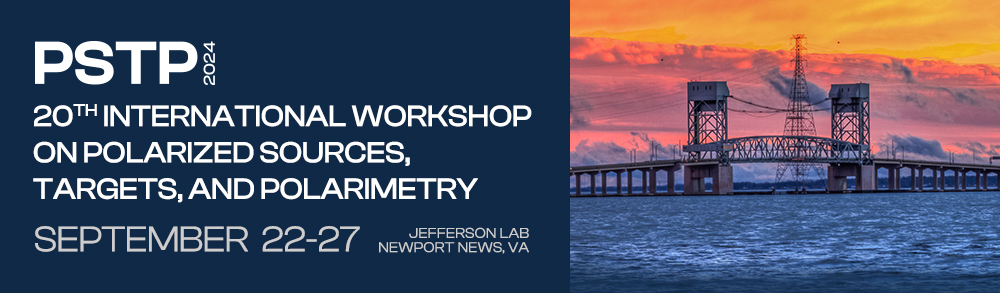 PSTP 2024
20TH INTERNATIONAL WORKSHOP
ON POLARIZED SOURCES,
TARGETS, AND POLARIMETRY
SEPTEMBER 22-27
JEFFERSON LAB
NEWPORT NEWS, VA